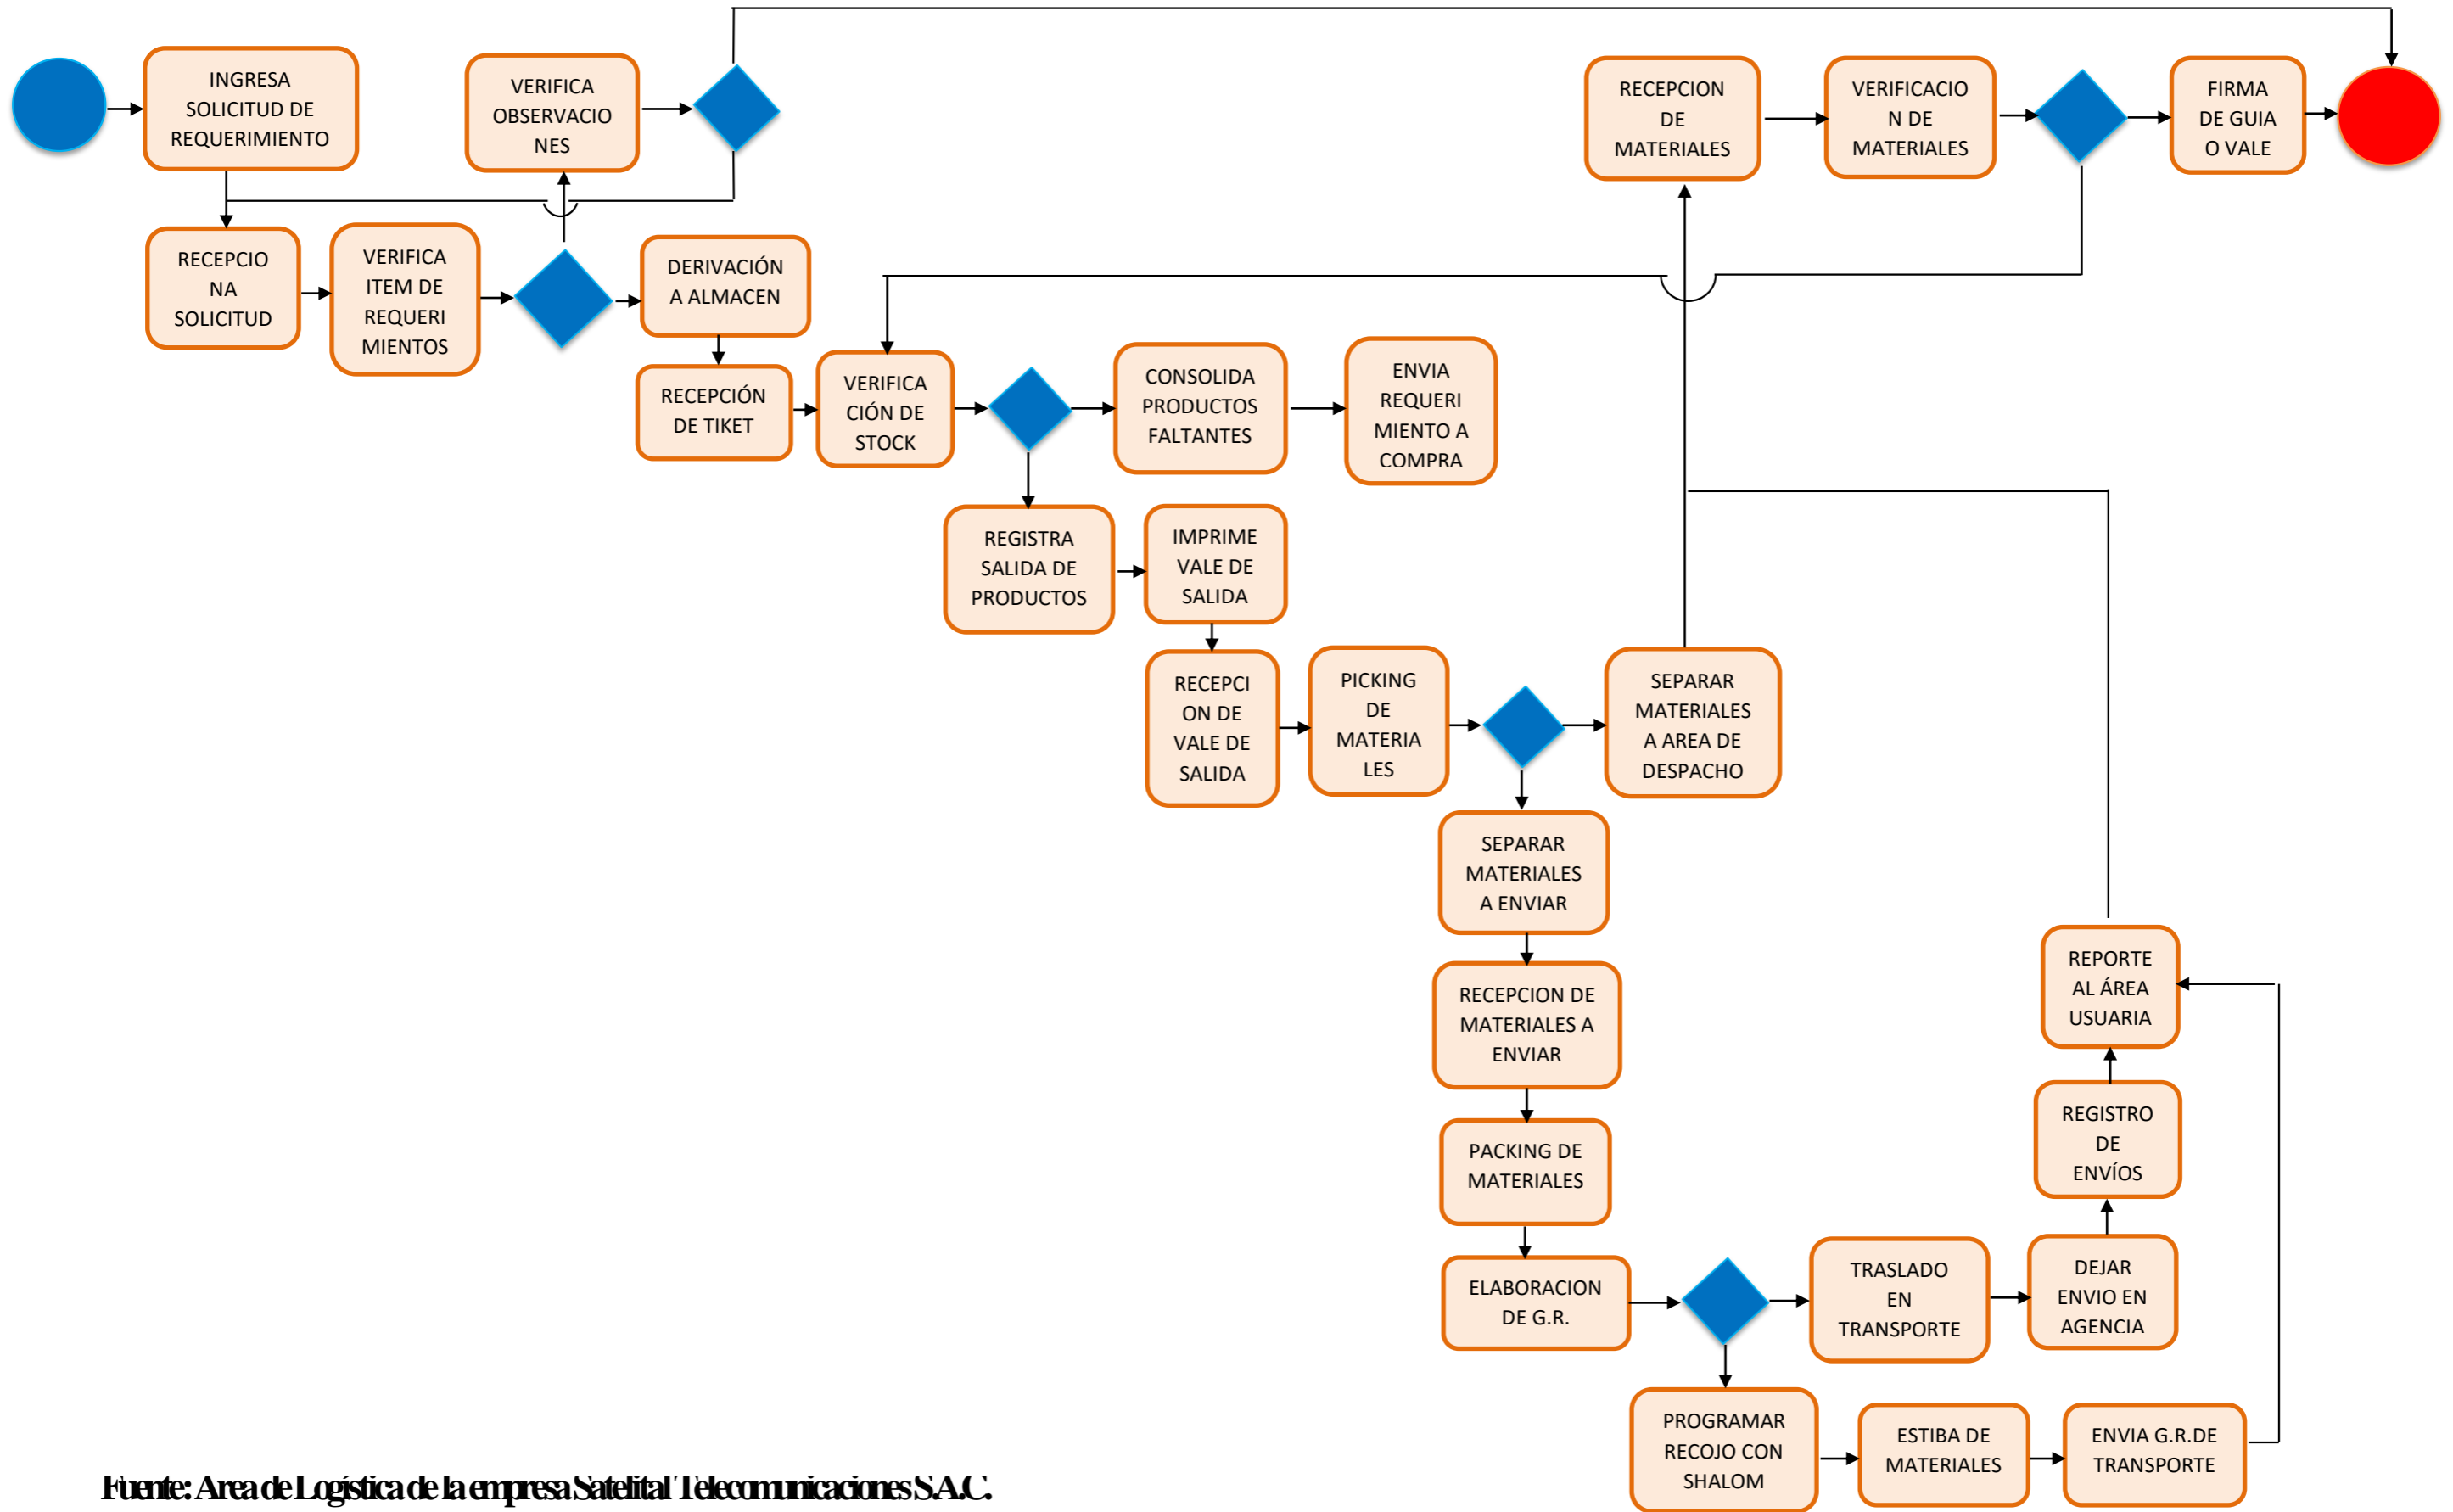 INGRESA
SOLICITUD DE
REQUERIMIENTO
VERIFICA
OBSERVACIO
NES
RECEPCION
DE
MATERIALES
VERIFICACIO
N DE
MATERIALES
FIRMA
DE GUIA
O VALE
RECEPCIO
NA
SOLICITUD
VERIFICA
ITEM DE
REQUERI
MIENTOS
DERIVACIÓN
A ALMACEN
RECEPCIÓN
DE TIKET
VERIFICA
CIÓN DE
STOCK
CONSOLIDA
PRODUCTOS
FALTANTES
ENVIA
REQUERI
MIENTO A
COMPRA
REGISTRA
SALIDA DE
PRODUCTOS
IMPRIME
VALE DE
SALIDA
RECEPCI
ON DE
VALE DE
SALIDA
PICKING
DE
MATERIA
LES
SEPARAR
MATERIALES
A AREA DE
DESPACHO
SEPARAR
MATERIALES
A ENVIAR
RECEPCION DE
MATERIALES A
ENVIAR
PACKING DE
MATERIALES
ELABORACION
DE G.R.
TRASLADO
EN
TRANSPORTE
DEJAR
ENVIO EN
AGENCIA
REGISTRO
DE
ENVÍOS
REPORTE
AL ÁREA
USUARIA
PROGRAMAR
RECOJO CON
SHALOM
ESTIBA DE
MATERIALES
ENVIA G.R.DE
TRANSPORTE
Fuente: Area de Logística de la empresa Satelital Telecomunicaciones S.A.C.